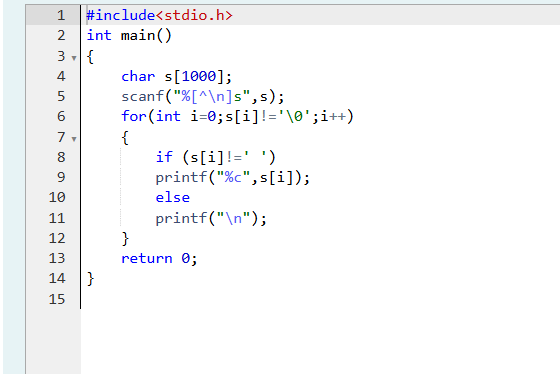 1 #include<stdio.h>
2 int main()
3 {
4     char s[1000];
5     scanf("%[^\n]s",s);
6     for(int i=0;s[i]!='\0';i++)
7     {
8         if (s[i]!=' ')
9         printf("%c",s[i]);
10         else
11         printf("\n");
12     }
13     return 0;
14 }
15